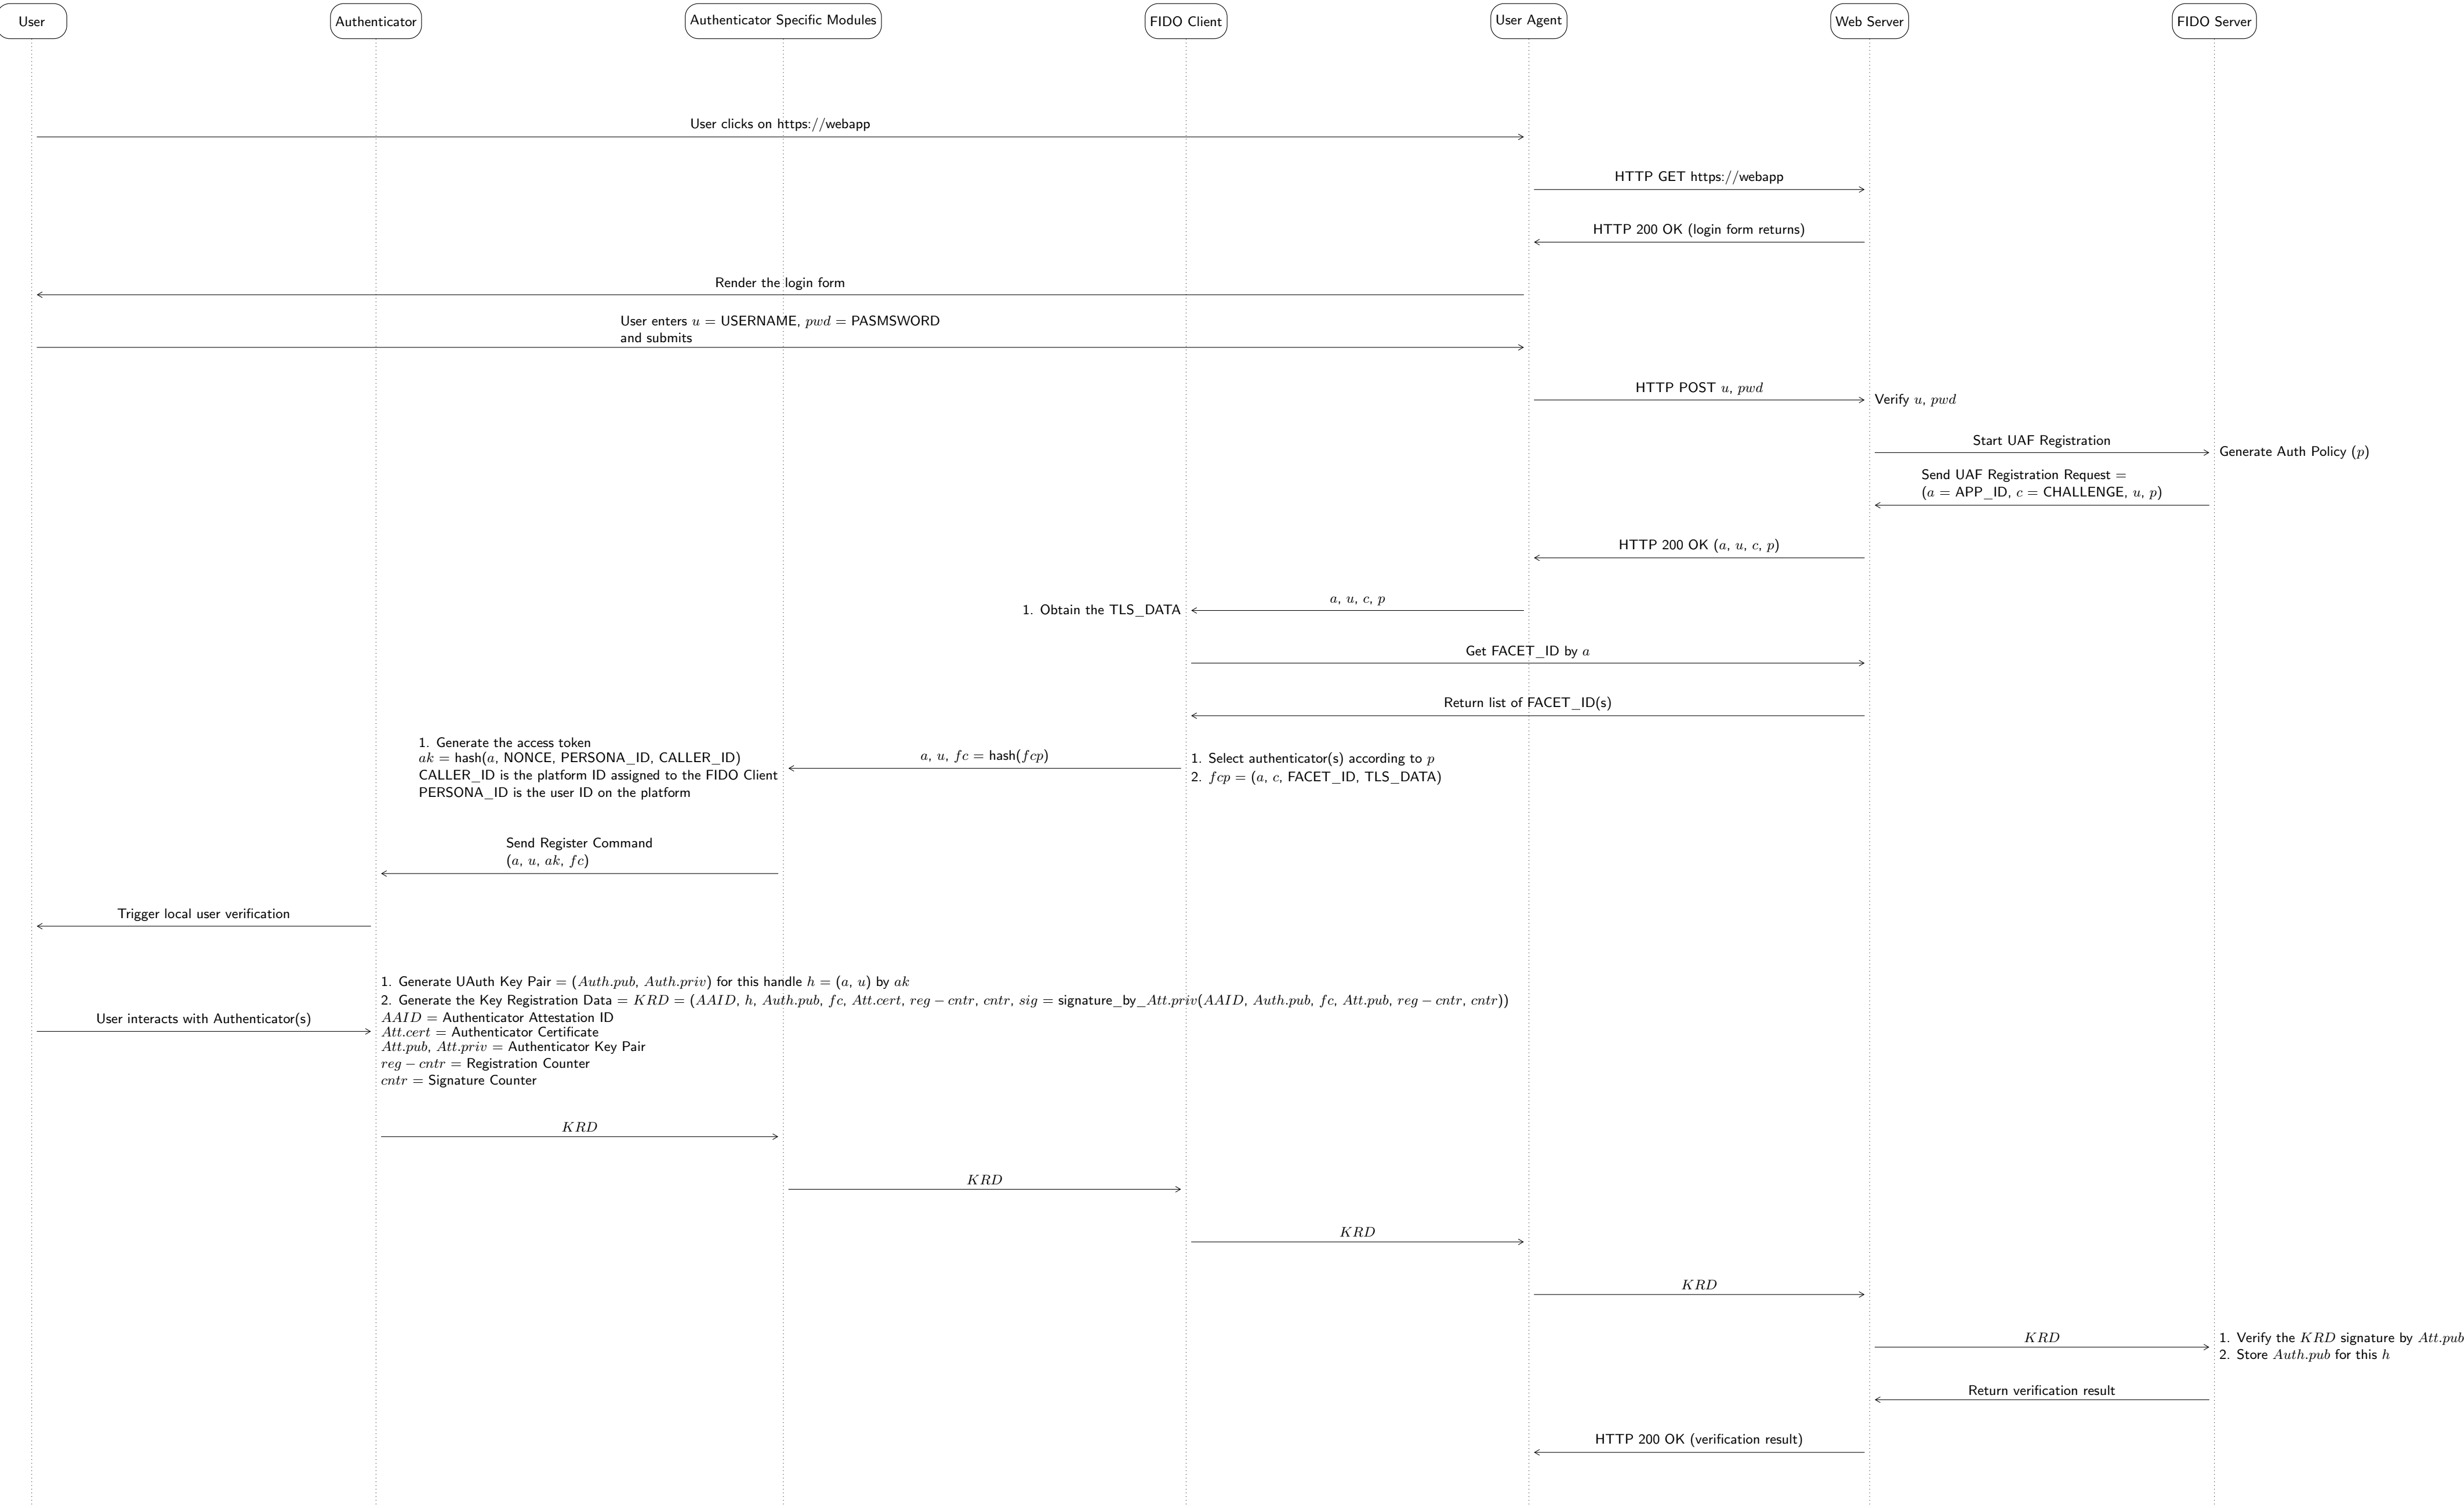 User
Authenticator
Authenticator Specific Modules
FIDO Client
User Agent
Web Server
FIDO Server
User clicks on https://webapp
HTTP GET https://webapp
HTTP 200 OK (login form returns)
Render the login form
User enters u = USERNAME, pwd = PASMSWORD
and submits
HTTP POST u, pwd
Verify u, pwd
Start UAF Registration
Generate Auth Policy (p)
Send UAF Registration Request =
(a = APP_ID, c = CHALLENGE, u, p)
HTTP 200 OK (a, u, c, p)
a, u, c, p
1. Obtain the TLS_DATA
Get FACET_ID by a
Return list of FACET_ID(s)
1. Generate the access token
ak = hash(a, NONCE, PERSONA_ID, CALLER_ID)
CALLER_ID is the platform ID assigned to the FIDO Client
PERSONA_ID is the user ID on the platform
a, u, fc = hash(fcp)
1. Select authenticator(s) according to p
2. fcp = (a, c, FACET_ID, TLS_DATA)
Send Register Command
(a, u, ak, fc)
Trigger local user verification
User interacts with Authenticator(s)
1. Generate UAuth Key Pair = (Auth.pub, Auth.priv) for this handle h = (a, u) by ak
2. Generate the Key Registration Data = KRD = (AAID, h, Auth.pub, fc, Att.cert, reg − cntr, cntr, sig = signature_by_Att.priv(AAID, Auth.pub, fc, Att.pub, reg − cntr, cntr))
AAID = Authenticator Attestation ID
Att.cert = Authenticator Certificate
Att.pub, Att.priv = Authenticator Key Pair
reg − cntr = Registration Counter
cntr = Signature Counter
KRD
KRD
KRD
KRD
KRD
1. Verify the KRD signature by Att.pub
2. Store Auth.pub for this h
Return verification result
HTTP 200 OK (verification result)